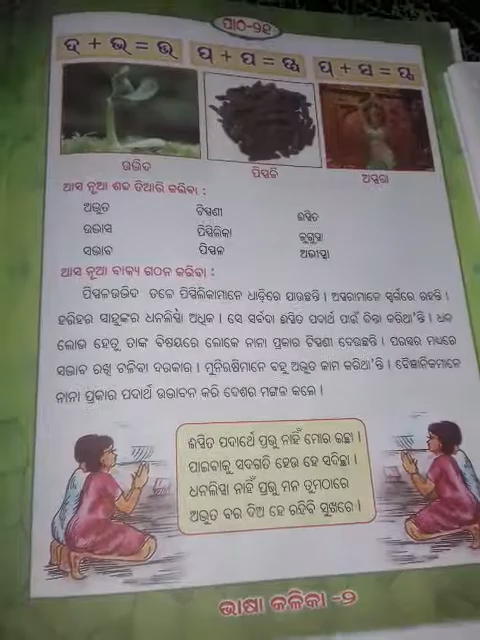 ପାଠ-୨୬
ଦ୍ + ଭ = ଦ୍ଭ ପ୍ + ପ = ପ୍ପ ପ୍ + ସ = ପ୍ସ
ଉଦ୍ଭିଦ ପିପ୍ପଳି ଅପ୍ସରା
ଆସ ନୂଆ ଶବ୍ଦ ତିଆରି କରିବା :
ଅଦ୍ଭୁତ ଟିପ୍ପଣୀ ଈପ୍ସିତ
ଉଦ୍ଭାସ ପିପ୍ପିଲିକା ଜୁଗୁପ୍ସା
ସଦ୍ଭାବ ପିପ୍ପଳ ଅଭୀପ୍ସା
ଆସ ନୂଆ ବାକ୍ୟ ଗଠନ କରିବା :
ପିପ୍ପଳଉଦ୍ଭିଦ ତଳେ ପିପ୍ପିଲିକାମାନେ ଧାଡ଼ିରେ ଯାଉଛନ୍ତି । ଅପ୍ସରାମାନେ ସ୍ୱର୍ଗରେ ରହନ୍ତି ।
ହରିହର ସାହୁଙ୍କର ଧନଲିପ୍ସା ଅଧିକ । ସେ ସର୍ବଦା ଈପ୍ସିତ ପଦାର୍ଥ ପାଇଁ ଚିନ୍ତା କରିଥା'ନ୍ତି । ଧନ
ଲୋଭ ହେତୁ ତାଙ୍କ ବିଷୟରେ ଲୋକେ ନାନା ପ୍ରକାର ଟିପ୍ପଣୀ ଦେଉଛନ୍ତି । ପରସ୍ପର ମଧ୍ୟରେ
ସଦ୍ଭାବ ରଖି ଚଳିବା ଦରକାର । ମୁନିଋଷିମାନେ ବହୁ ଅଦ୍ଭୁତ କାମ କରିଥା'ନ୍ତି । ବୈଜ୍ଞାନିକମାନେ
ନାନା ପ୍ରକାର ପଦାର୍ଥ ଉଦ୍ଭାବନ କରି ଦେଶର ମଙ୍ଗଳ କଲେ ।
ଈପ୍ସିତ ପଦାର୍ଥେ ପ୍ରଭୁ ନାହିଁ ମୋର ଇଚ୍ଛା ।
ପାଇବାକୁ ସଦଗତି ହେଉ ହେ ସଦିଚ୍ଛା ।
ଧନଲିପ୍ସା ନାହିଁ ପ୍ରଭୁ ମନ ତୁମଠାରେ
ଅଦ୍ଭୁତ ବର ଦିଅ ହେ ରହିବି ସୁଖରେ ।
ଭାଷା କଳିକା -୨